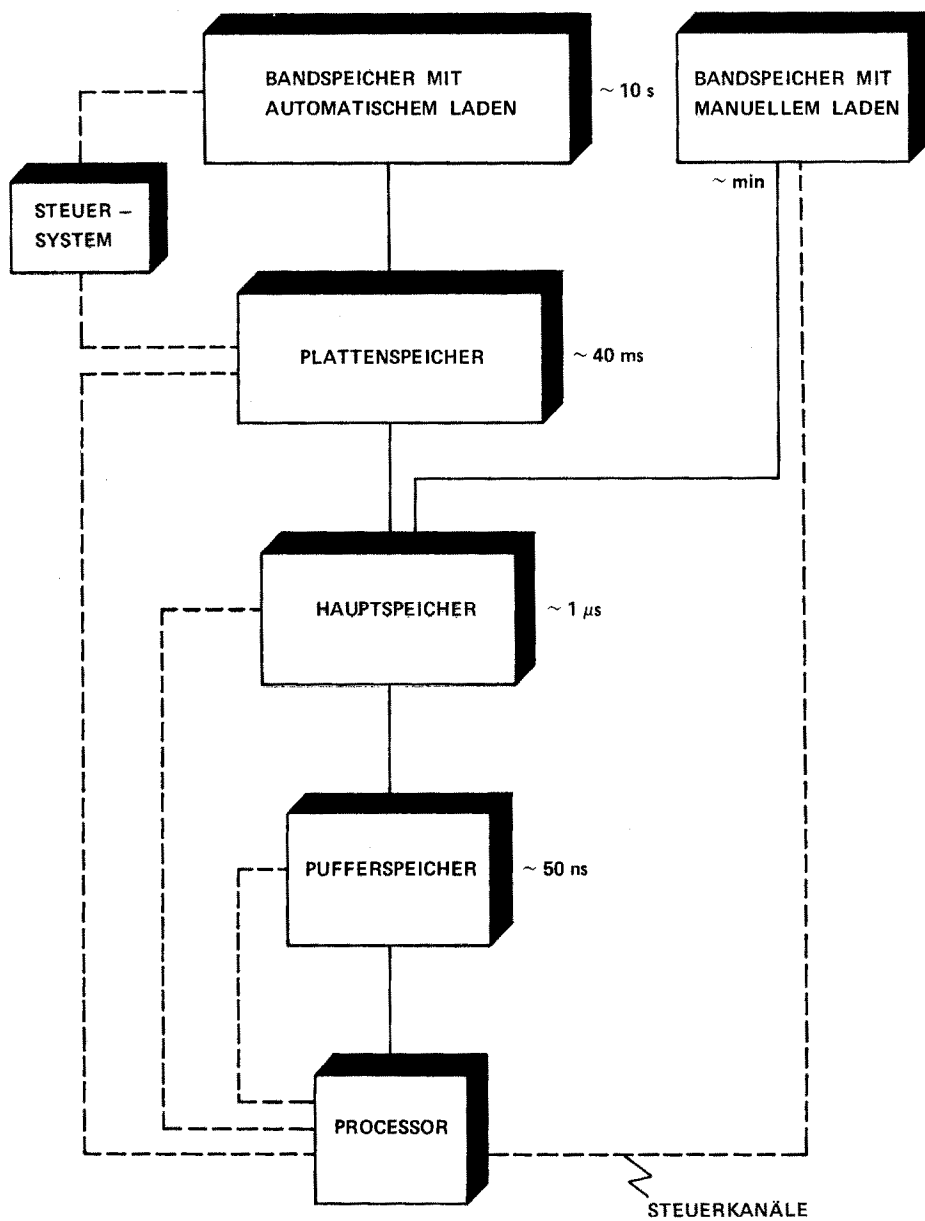 BANDSPEICHER MIT
AUTOMATISCHEM LADEN
~ 10 s
BANDSPEICHER MIT
MANUELLEM LADEN
~ min
STEUER –
SYSTEM
PLATTENSPEICHER
~ 40 ms
HAUPTSPEICHER
~ 1 μs
PUFFERSPEICHER
~ 50 ns
PROCESSOR
STEUERKANÄLE